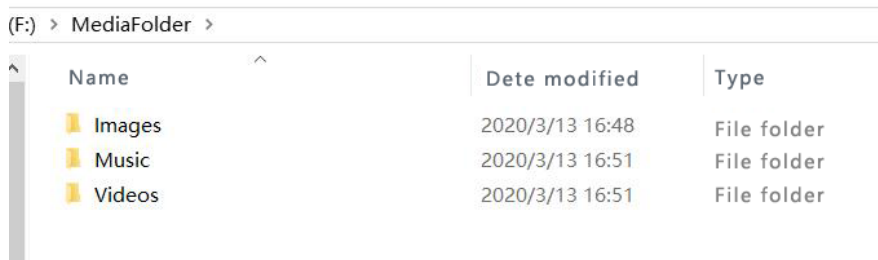 (F:) > MediaFolder >
Name Dete modified Type
Images 2020/3/13 16:48 File folder
Music 2020/3/13 16:51 File folder
Videos 2020/3/13 16:51 File folder